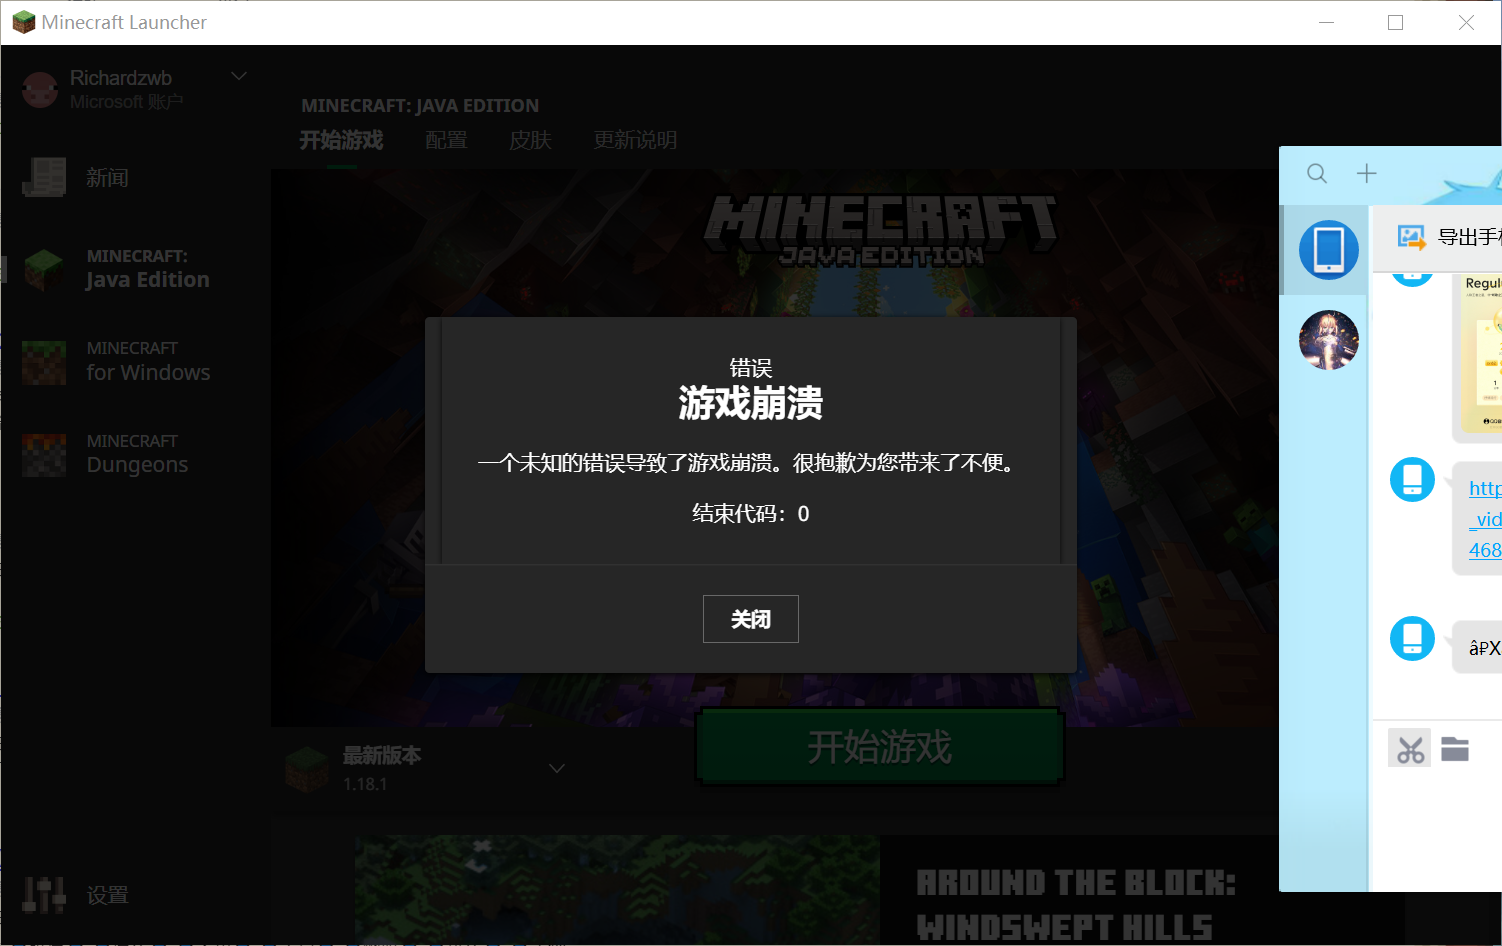 Minecraft Launcher
Richardzwb
Microsoft 账户
新闻
MINECRAFT:
Java Edition
MINECRAFT
for Windows
MINECRAFT
Dungeons
设置
MINECRAFT: JAVA EDITION
开始游戏 配置 皮肤 更新说明
MINECRAFT
JAVA EDITION
错误
游戏崩溃
一个未知的错误导致了游戏崩溃。很抱歉为您带来了不便。
结束代码：0
关闭
最新版本
1.18.1
开始游戏
AROUND THE BLOCK:
WINDSWEPT HILLS
导出手
Regul
http
_vid
468